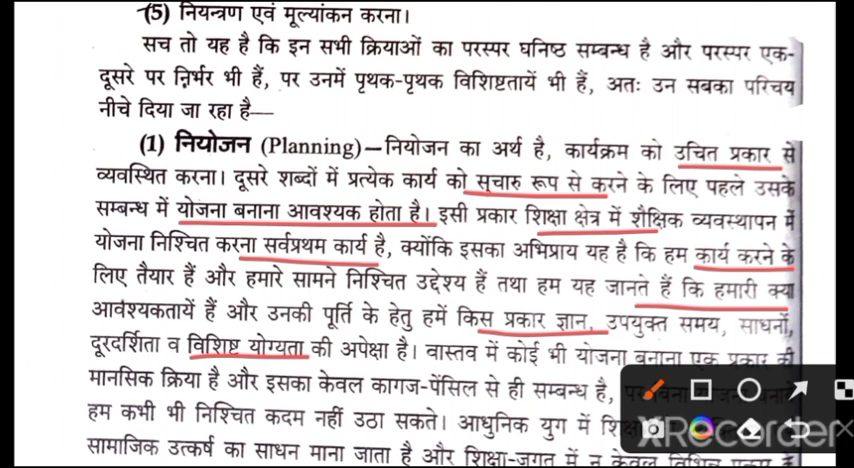 (5) नियन्त्रण एवं मूल्यांकन करना।
सच तो यह है कि इन सभी क्रियाओं का परस्पर घनिष्ठ सम्बन्ध है और परस्पर एक-
दूसरे पर निर्भर भी हैं, पर उनमें पृथक-पृथक विशिष्टतायें भी हैं, अतः उन सबका परिचय
नीचे दिया जा रहा है—
(1) नियोजन (Planning)—नियोजन का अर्थ है, कार्यक्रम को उचित प्रकार से
व्यवस्थित करना। दूसरे शब्दों में प्रत्येक कार्य को सुचारु रूप से करने के लिए पहले उसके
सम्बन्ध में योजना बनाना आवश्यक होता है। इसी प्रकार शिक्षा क्षेत्र में शैक्षिक व्यवस्थापन में
योजना निश्चित करना सर्वप्रथम कार्य है, क्योंकि इसका अभिप्राय यह है कि हम कार्य करने के
लिए तैयार हैं और हमारे सामने निश्चित उद्देश्य हैं तथा हम यह जानते हैं कि हमारी क्या
आवश्यकतायें हैं और उनकी पूर्ति के हेतु हमें किस प्रकार ज्ञान, उपयुक्त समय, साधनों,
दूरदर्शिता व विशिष्ट योग्यता की अपेक्षा है। वास्तव में कोई भी योजना बनाना एक प्रकार की
मानसिक क्रिया है और इसका केवल कागज-पेंसिल से ही सम्बन्ध है,
हम कभी भी निश्चित कदम नहीं उठा सकते। आधुनिक युग में
सामाजिक उत्कर्ष का साधन माना जाता है और शिक्षा-जगत में न केवल
XRecorder